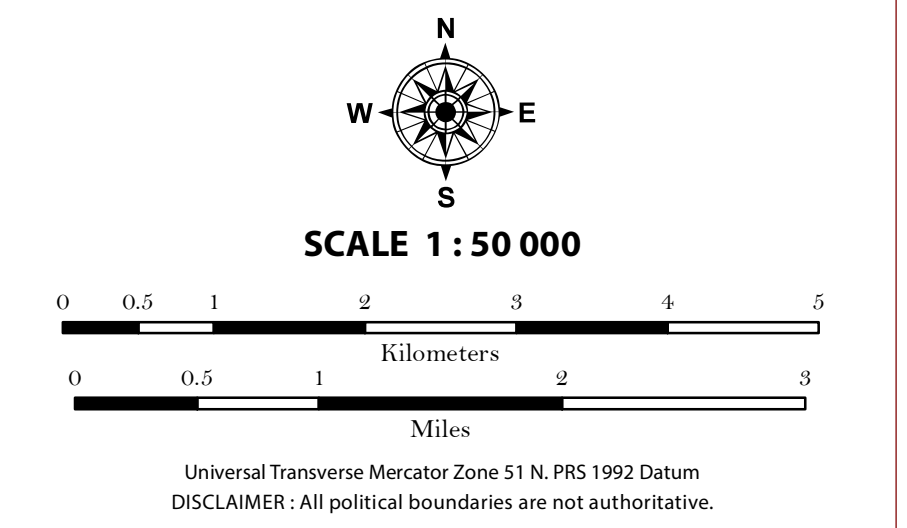 N
W E
S
SCALE 1 : 50 000
0 0.5 1 2 3 4 5
Kilometers
0 0.5 1 2 3
Miles
Universal Transverse Mercator Zone 51 N. PRS 1992 Datum
DISCLAIMER : All political boundaries are not authoritative.